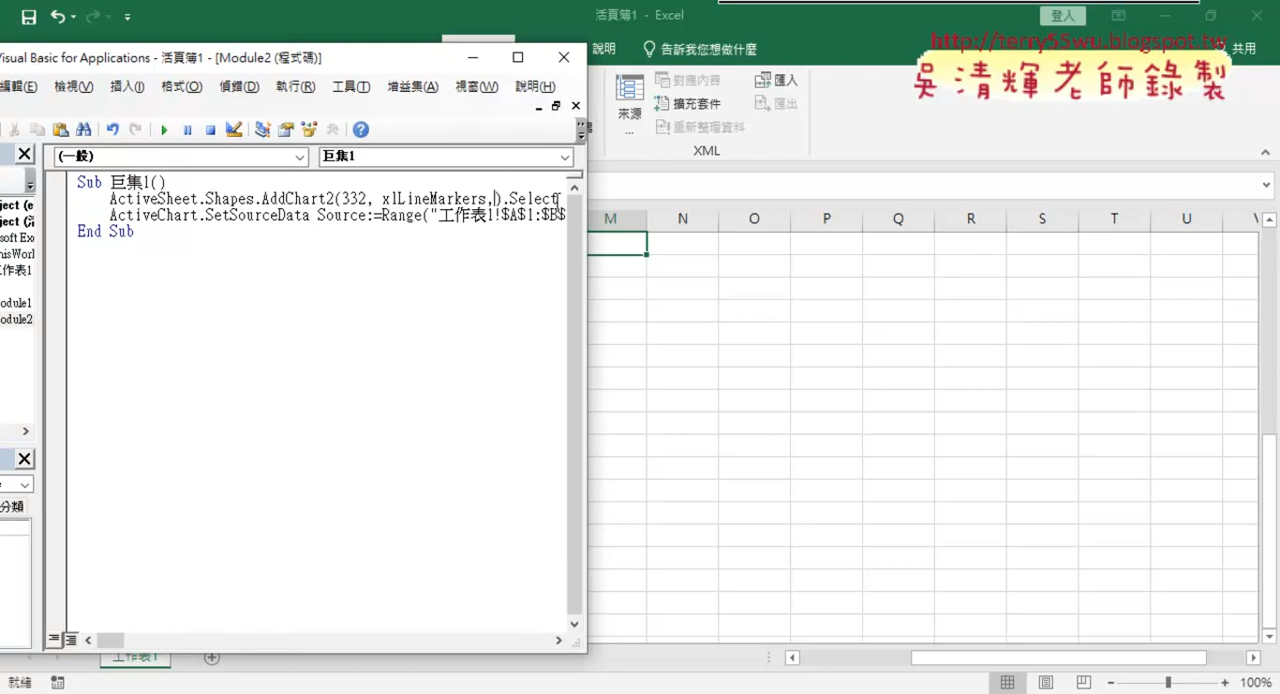 活頁簿1 - Excel
登入
http://terry55wu.blogspot.tw
吳清輝老師錄製
說明
告訴我您想做什麼
共用
Visual Basic for Applications - 活頁簿1 - [Module2 (程式碼)]
編輯(E) 檢視(V) 插入(I) 格式(O) 偵錯(D) 執行(R) 工具(T) 增益集(A) 視窗(W) 說明(H)
來源
...
對應內容
擴充套件
重新整理資料
匯入
匯出
XML
(一般)
巨集1
Sub 巨集1()
ActiveSheet.Shapes.AddChart2(332, xlLineMarkers,).Select
ActiveChart.SetSourceData Source:=Range("工作表1!$A$1:$B$
End Sub
工作表1
odule1
odule2
分類
M N O P Q R S T U
工作表1
就緒
100%